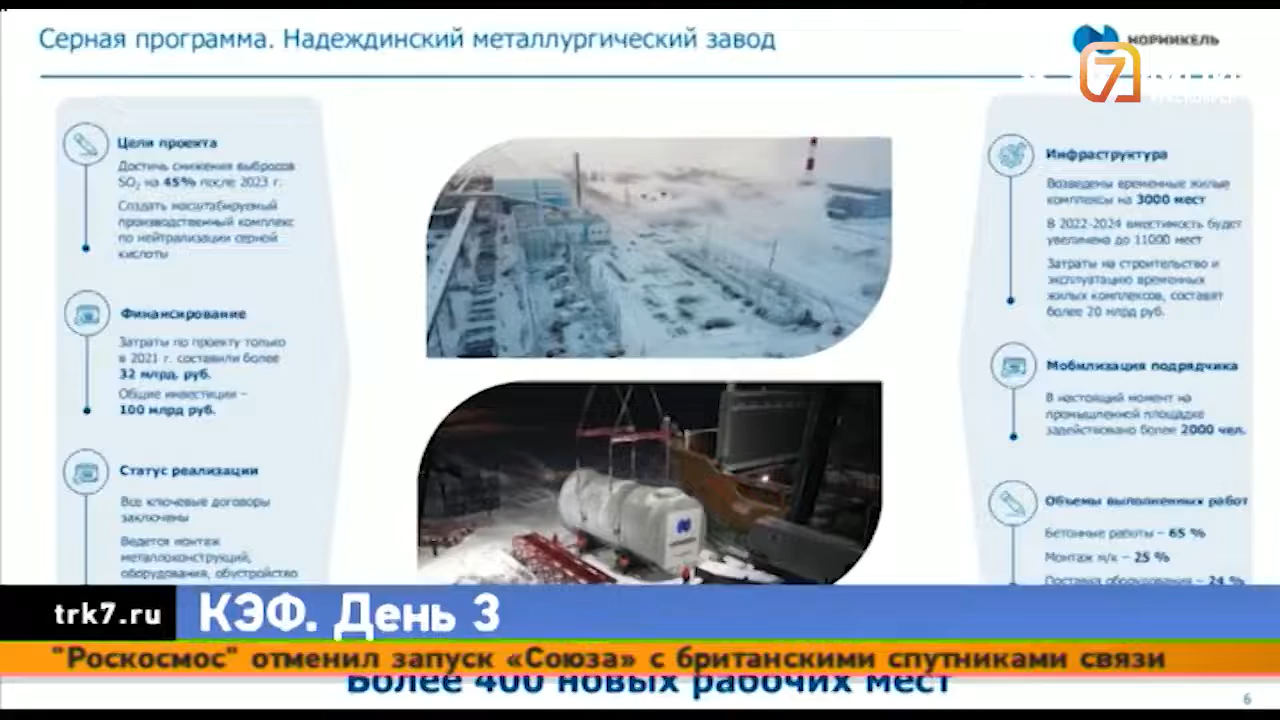 Серная программа. Надеждинский металлургический завод
НОРНИКЕЛЬ
7
Цели проекта
Достичь снижения выбросов
SO₂ на 45% после 2023 г.
Создать масштабируемый
производственный комплекс
по нейтрализации серной
кислоты
Финансирование
Затраты по проекту только
в 2021 г. составили более
32 млрд. руб.
Общие инвестиции –
100 млрд руб.
Статус реализации
Все ключевые договоры
заключены
Ведется монтаж
металлоконструкций,
оборудования, обустройство
Инфраструктура
Возведены временные жилые
комплексы на 3000 мест
В 2022-2024 вместимость будет
увеличена до 11000 мест
Затраты на строительство и
эксплуатацию временных
жилых комплексов, составят
более 20 млрд руб.
Мобилизация подрядчика
В настоящий момент на
промышленной площадке
задействовано более 2000 чел.
Объемы выполненных работ
Бетонные работы – 65 %
Монтаж м/к – 25 %
Поставка оборудования – 24 %
trk7.ru
КЭФ. День 3
"Роскосмос" отменил запуск «Союза» с британскими спутниками связи
Более 400 новых рабочих мест
6